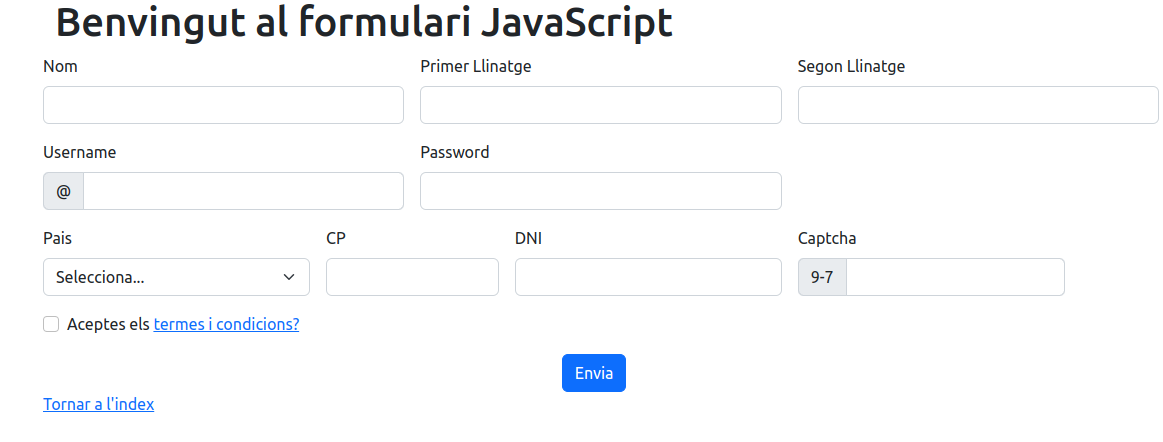 Benvingut al formulari JavaScript
Nom Primer Llinatge Segon Llinatge
Username Password
@
Pais CP DNI Captcha
Selecciona... 9-7
Aceptes els termes i condicions?
Envia
Tornar a l'index